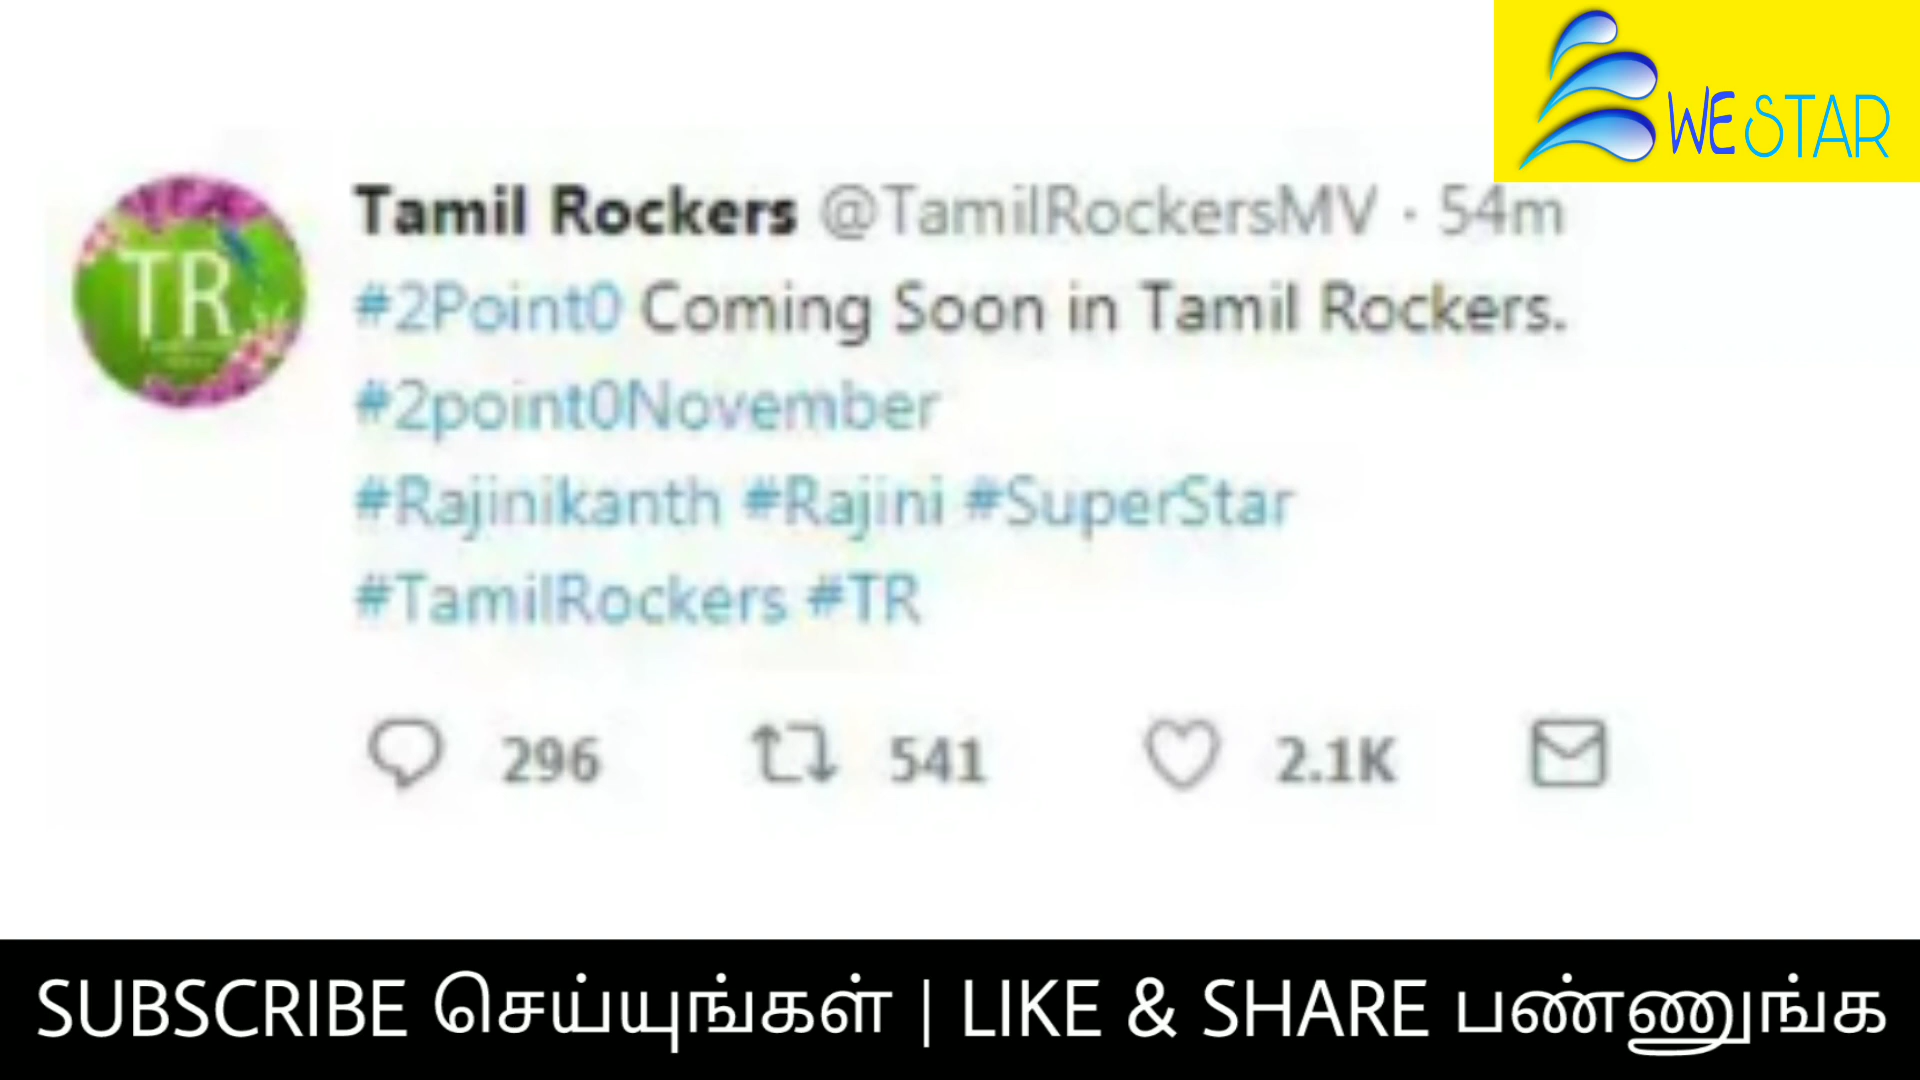 WE STAR
TR
Tamil Rockers @TamilRockersMV · 54m
#2Point0 Coming Soon in Tamil Rockers.
#2point0November
#Rajinikanth #Rajini #SuperStar
#TamilRockers #TR
296 541 2.1K
SUBSCRIBE செய்யுங்கள் | LIKE & SHARE பண்ணுங்க